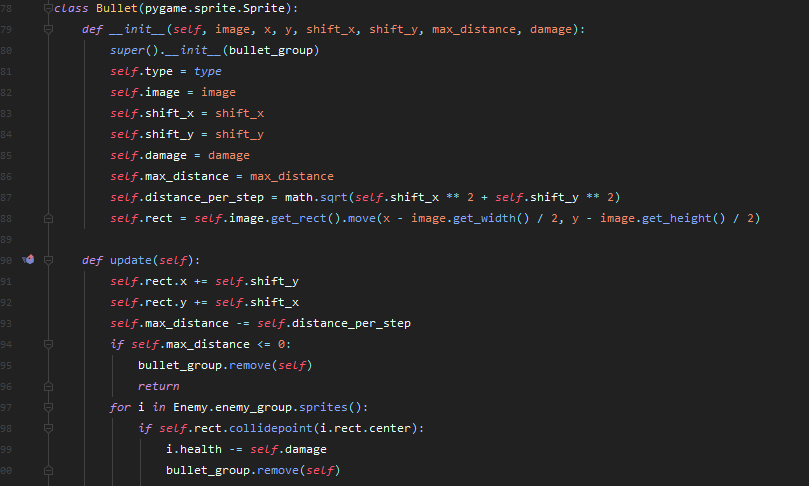 78 class Bullet(pygame.sprite.Sprite):
79 def __init__(self, image, x, y, shift_x, shift_y, max_distance, damage):
80 super().__init__(bullet_group)
81 self.type = type
82 self.image = image
83 self.shift_x = shift_x
84 self.shift_y = shift_y
85 self.damage = damage
86 self.max_distance = max_distance
87 self.distance_per_step = math.sqrt(self.shift_x ** 2 + self.shift_y ** 2)
88 self.rect = self.image.get_rect().move(x - image.get_width() / 2, y - image.get_height() / 2)
89
90 def update(self):
91 self.rect.x += self.shift_y
92 self.rect.y += self.shift_x
93 self.max_distance -= self.distance_per_step
94 if self.max_distance <= 0:
95 bullet_group.remove(self)
96 return
97 for i in Enemy.enemy_group.sprites():
98 if self.rect.collidepoint(i.rect.center):
99 i.health -= self.damage
00 bullet_group.remove(self)